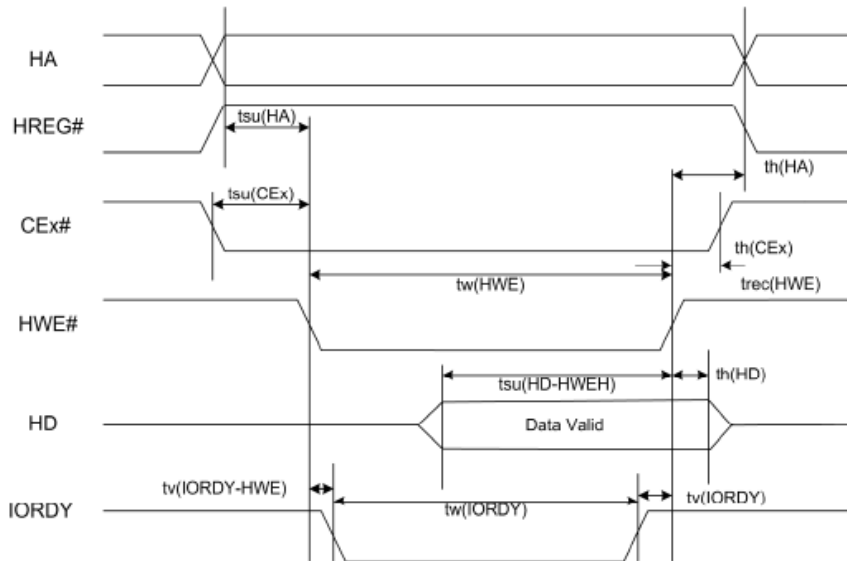 HA
tsu(HA)
HREG#
th(HA)
tsu(CEx)
CEx#
th(CEx)
tw(HWE)
trec(HWE)
HWE#
tsu(HD-HWEH)
th(HD)
HD
Data Valid
tv(IORDY-HWE)
tw(IORDY)
tv(IORDY)
IORDY